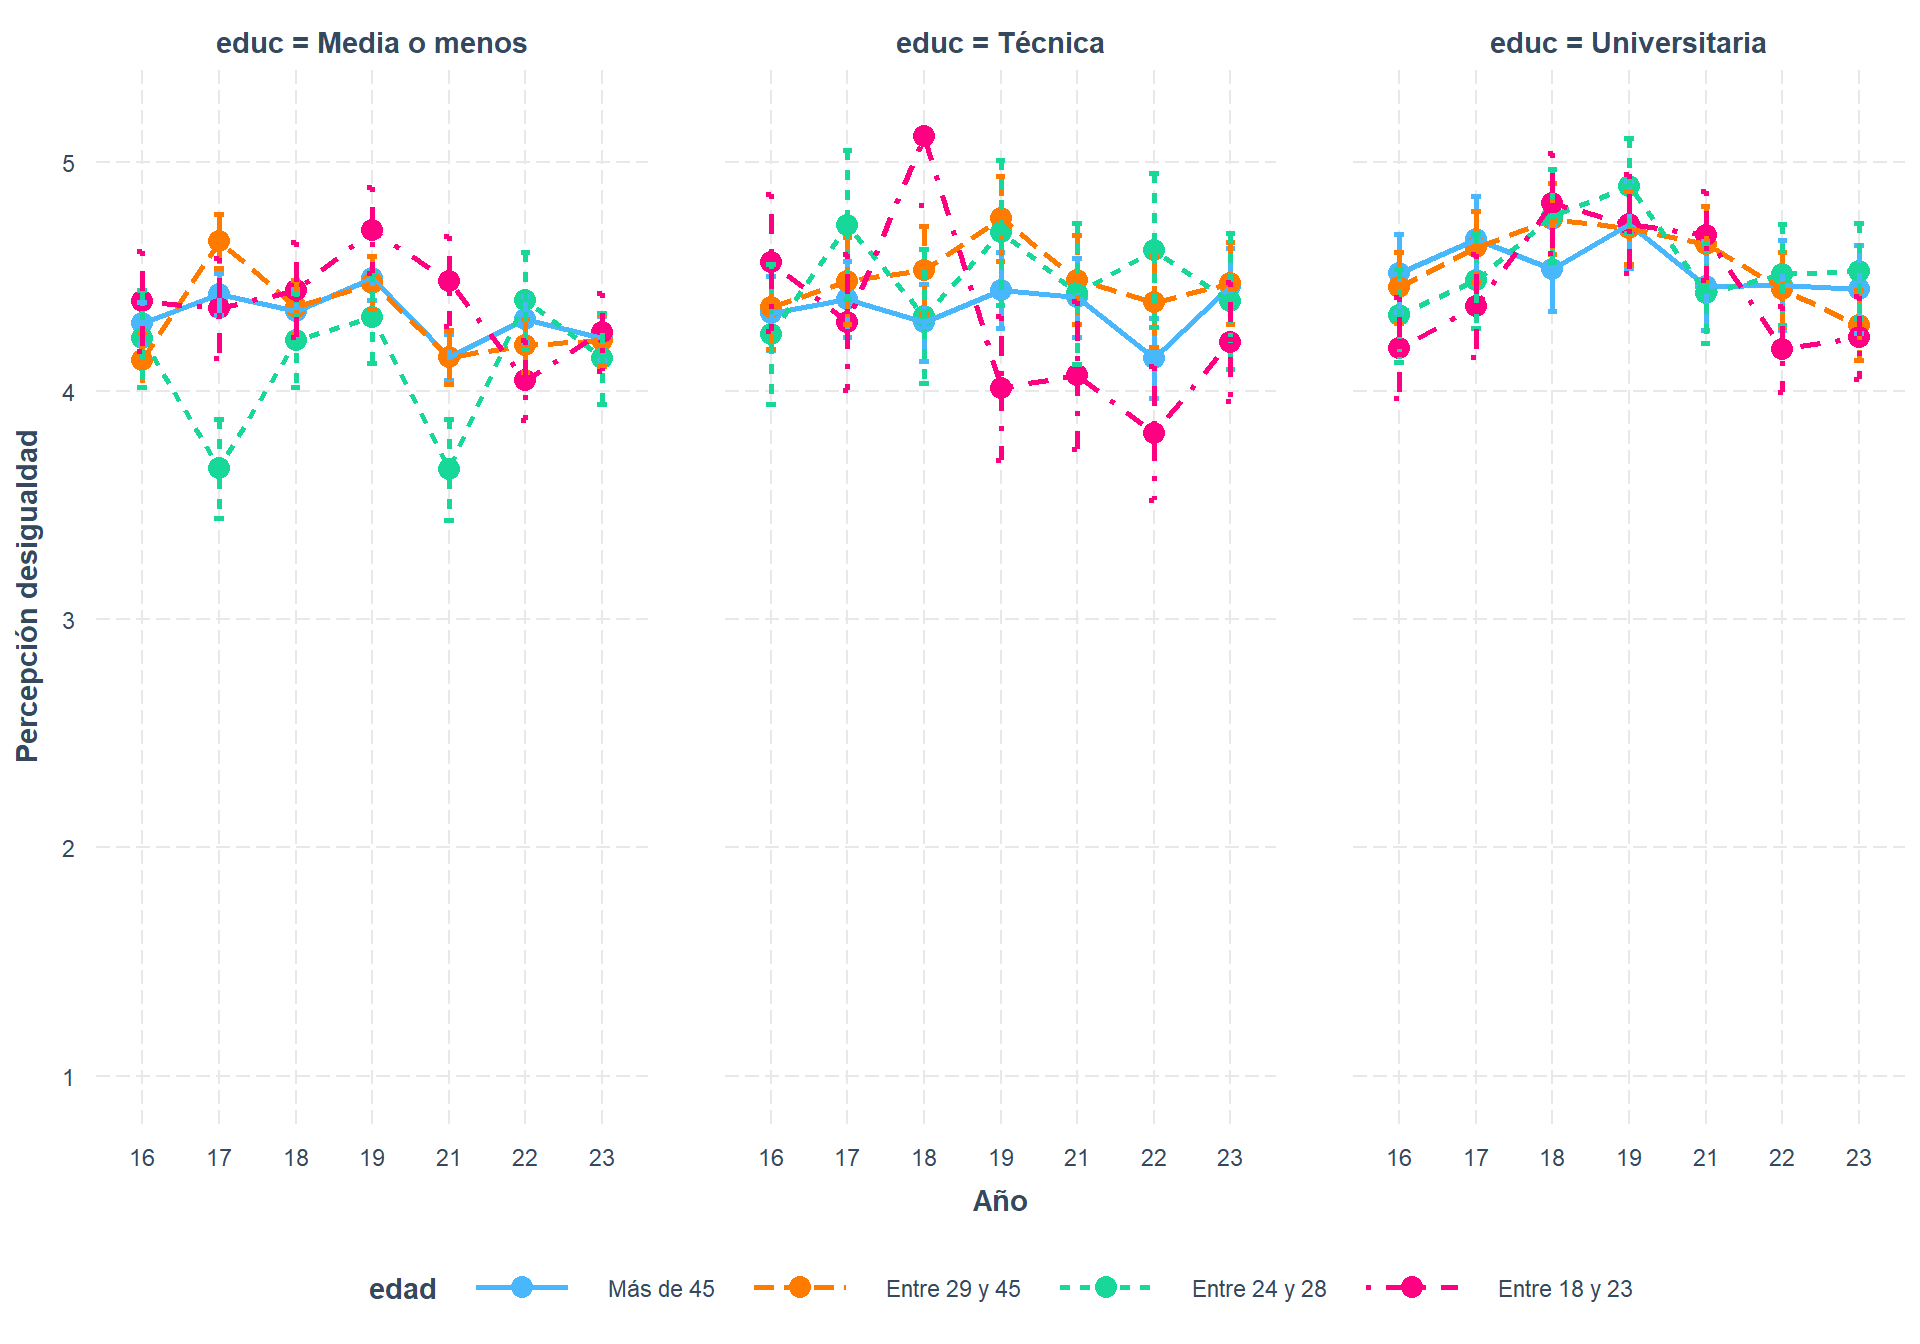 educ = Media o menos educ = Técnica educ = Universitaria
5
4
3
2
1
Percepción desigualdad
16 17 18 19 21 22 23 16 17 18 19 21 22 23 16 17 18 19 21 22 23
Año
edad Más de 45 Entre 29 y 45 Entre 24 y 28 Entre 18 y 23